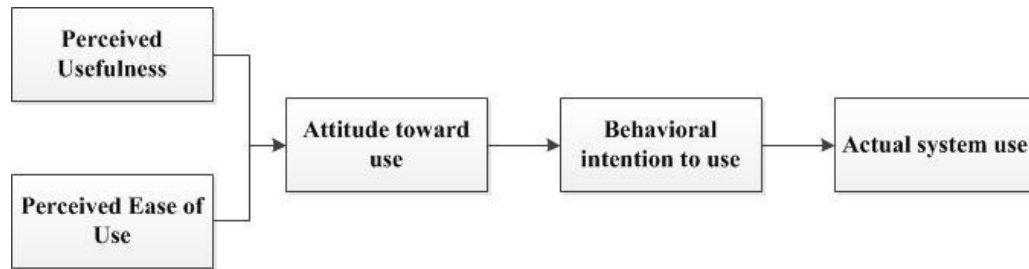 Perceived
Usefulness
Attitude toward
use
Behavioral
intention to use
Actual system use
Perceived Ease of
Use